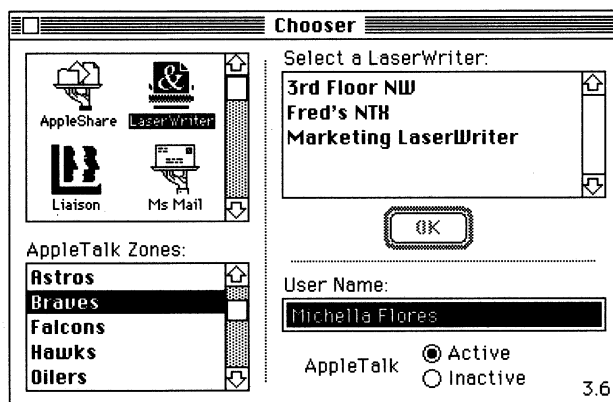 Chooser
AppleShare
LaserWriter
Liaison
Ms Mail
AppleTalk Zones:
Astros
Braves
Falcons
Hawks
Oilers
Select a LaserWriter:
3rd Floor NW
Fred's NTX
Marketing LaserWriter
OK
User Name:
Michella Flores
AppleTalk
Active
Inactive
3.6